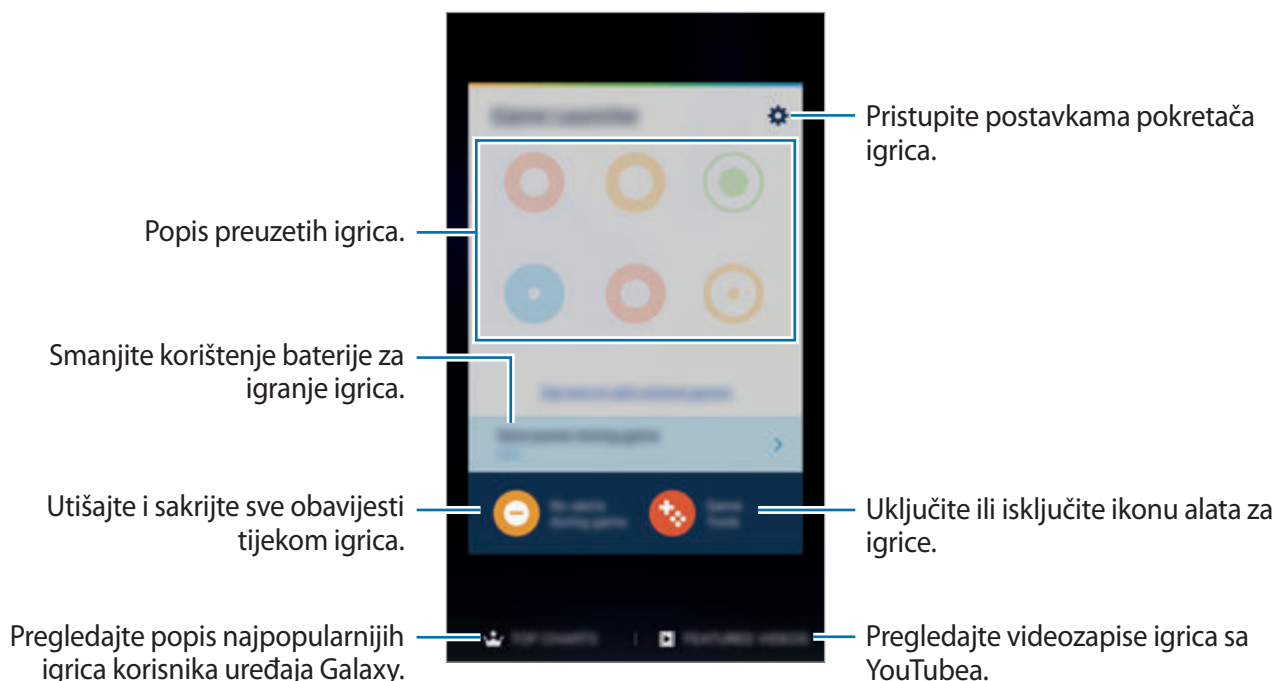 Pristupite postavkama pokretača
igrica.
Popis preuzetih igrica.
Smanjite korištenje baterije za
igranje igrica.
Utišajte i sakrijte sve obavijesti
tijekom igrica.
Uključite ili isključite ikonu alata za
igrice.
Pregledajte popis najpopularnijih
igrica korisnika uređaja Galaxy.
Pregledajte videozapise igrica sa
YouTubea.